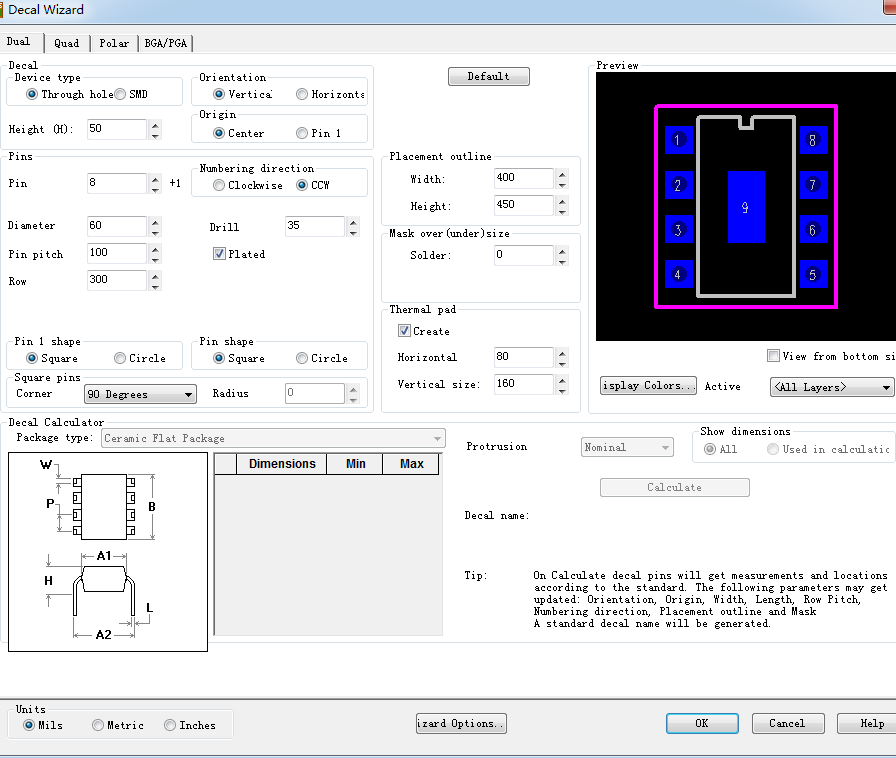 Decal Wizard
Dual Quad Polar BGA/PGA
Decal
Device type
Through hole SMD
Height (H): 50
Orientation
Vertical Horizonta
Origin
Center Pin 1
Default
Pins
Pin 8 +1
Numbering direction
Clockwise CCW
Diameter 60
Drill 35
Pin pitch 100
Plated
Row 300
Pin 1 shape
Square Circle
Pin shape
Square Circle
Square pins
Corner 90 Degrees Radius 0
Placement outline
Width: 400
Height: 450
Mask over(under)size
Solder: 0
Thermal pad
Create
Horizontal 80
Vertical size: 160
Preview
1 8
2 7
9
3 6
4 5
View from bottom si
isplay Colors.. Active <All Layers>
Decal Calculator
Package type: Ceramic Flat Package
W
P
B
A1
H
L
A2
Dimensions Min Max
Protrusion Nominal
Show dimensions
All Used in calculatic
Calculate
Decal name:
Tip: On Calculate decal pins will get measurements and locations
according to the standard. The following parameters may get
updated: Orientation, Origin, Width, Length, Row Pitch,
Numbering direction, Placement outline and Mask
A standard decal name will be generated.
Units
Mils Metric Inches
izard Options..
OK Cancel Help